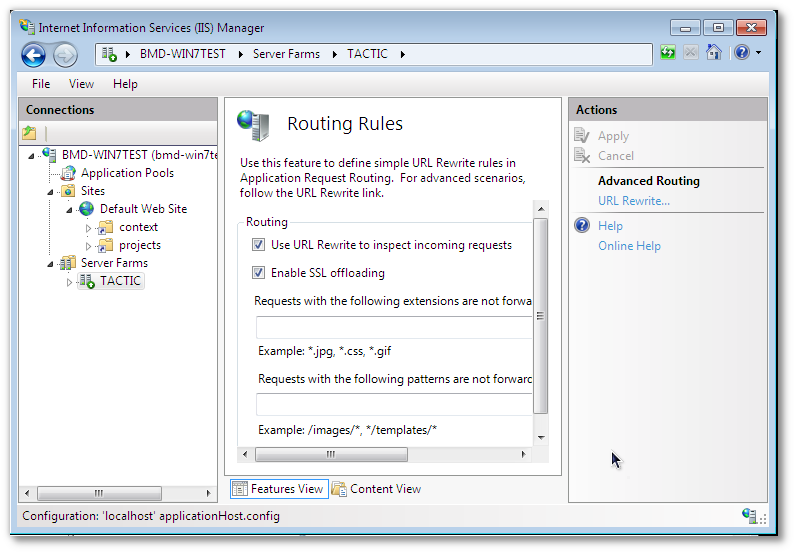 Internet Information Services (IIS) Manager
BMD-WIN7TEST Server Farms TACTIC
File View Help
Connections
BMD-WIN7TEST (bmd-win7te
Application Pools
Sites
Default Web Site
context
projects
Server Farms
TACTIC
Routing Rules
Use this feature to define simple URL Rewrite rules in
Application Request Routing. For advanced scenarios,
follow the URL Rewrite link.
Routing
Use URL Rewrite to inspect incoming requests
Enable SSL offloading
Requests with the following extensions are not forwa
Example: *.jpg, *.css, *.gif
Requests with the following patterns are not forward
Example: /images/*, */templates/*
Features View Content View
Actions
Apply
Cancel
Advanced Routing
URL Rewrite...
Help
Online Help
Configuration: 'localhost' applicationHost.config